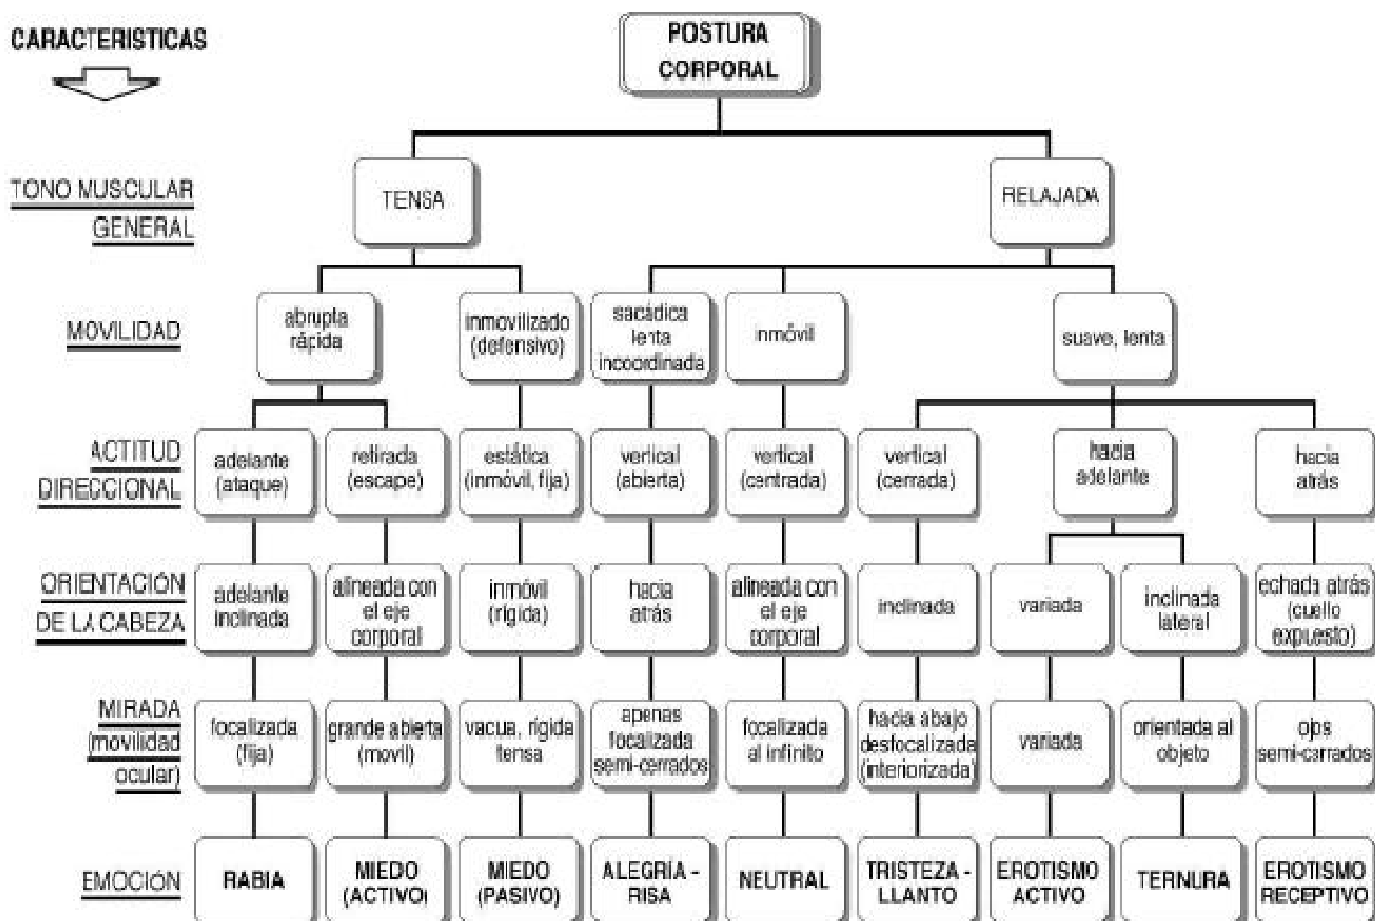 CARACTERISTICAS
POSTURA
CORPORAL
TONO MUSCULAR
GENERAL
TENSA
RELAJADA
MOVILIDAD
abrupta
rápida
inmovilizado
(defensivo)
sacádica
lenta
incoordinada
inmóvil
suave, lenta
ACTITUD
DIRECCIONAL
adelante
(ataque)
retirada
(escape)
estática
(inmóvil, fija)
vertical
(abierta)
vertical
(centrada)
vertical
(cerrada)
hacia
adelante
hacia
atrás
ORIENTACIÓN
DE LA CABEZA
adelante
inclinada
alineada con
el eje
corporal
inmóvil
(rígida)
hacia
atrás
alineada con
el eje
corporal
inclinada
variada
inclinada
lateral
echada atrás
(cuello
expuesto)
MIRADA
(movilidad
ocular)
focalizada
(fija)
grande abierta
(movil)
vacua, rígida
tensa
apenas
focalizada
semi-cerrados
focalizada
al infinito
hacia abajo
desfocalizada
(interiorizada)
variada
orientada al
objeto
ojos
semi-cerrados
EMOCIÓN
RABIA
MIEDO
(ACTIVO)
MIEDO
(PASIVO)
ALEGRÍA -
RISA
NEUTRAL
TRISTEZA -
LLANTO
EROTISMO
ACTIVO
TERNURA
EROTISMO
RECEPTIVO